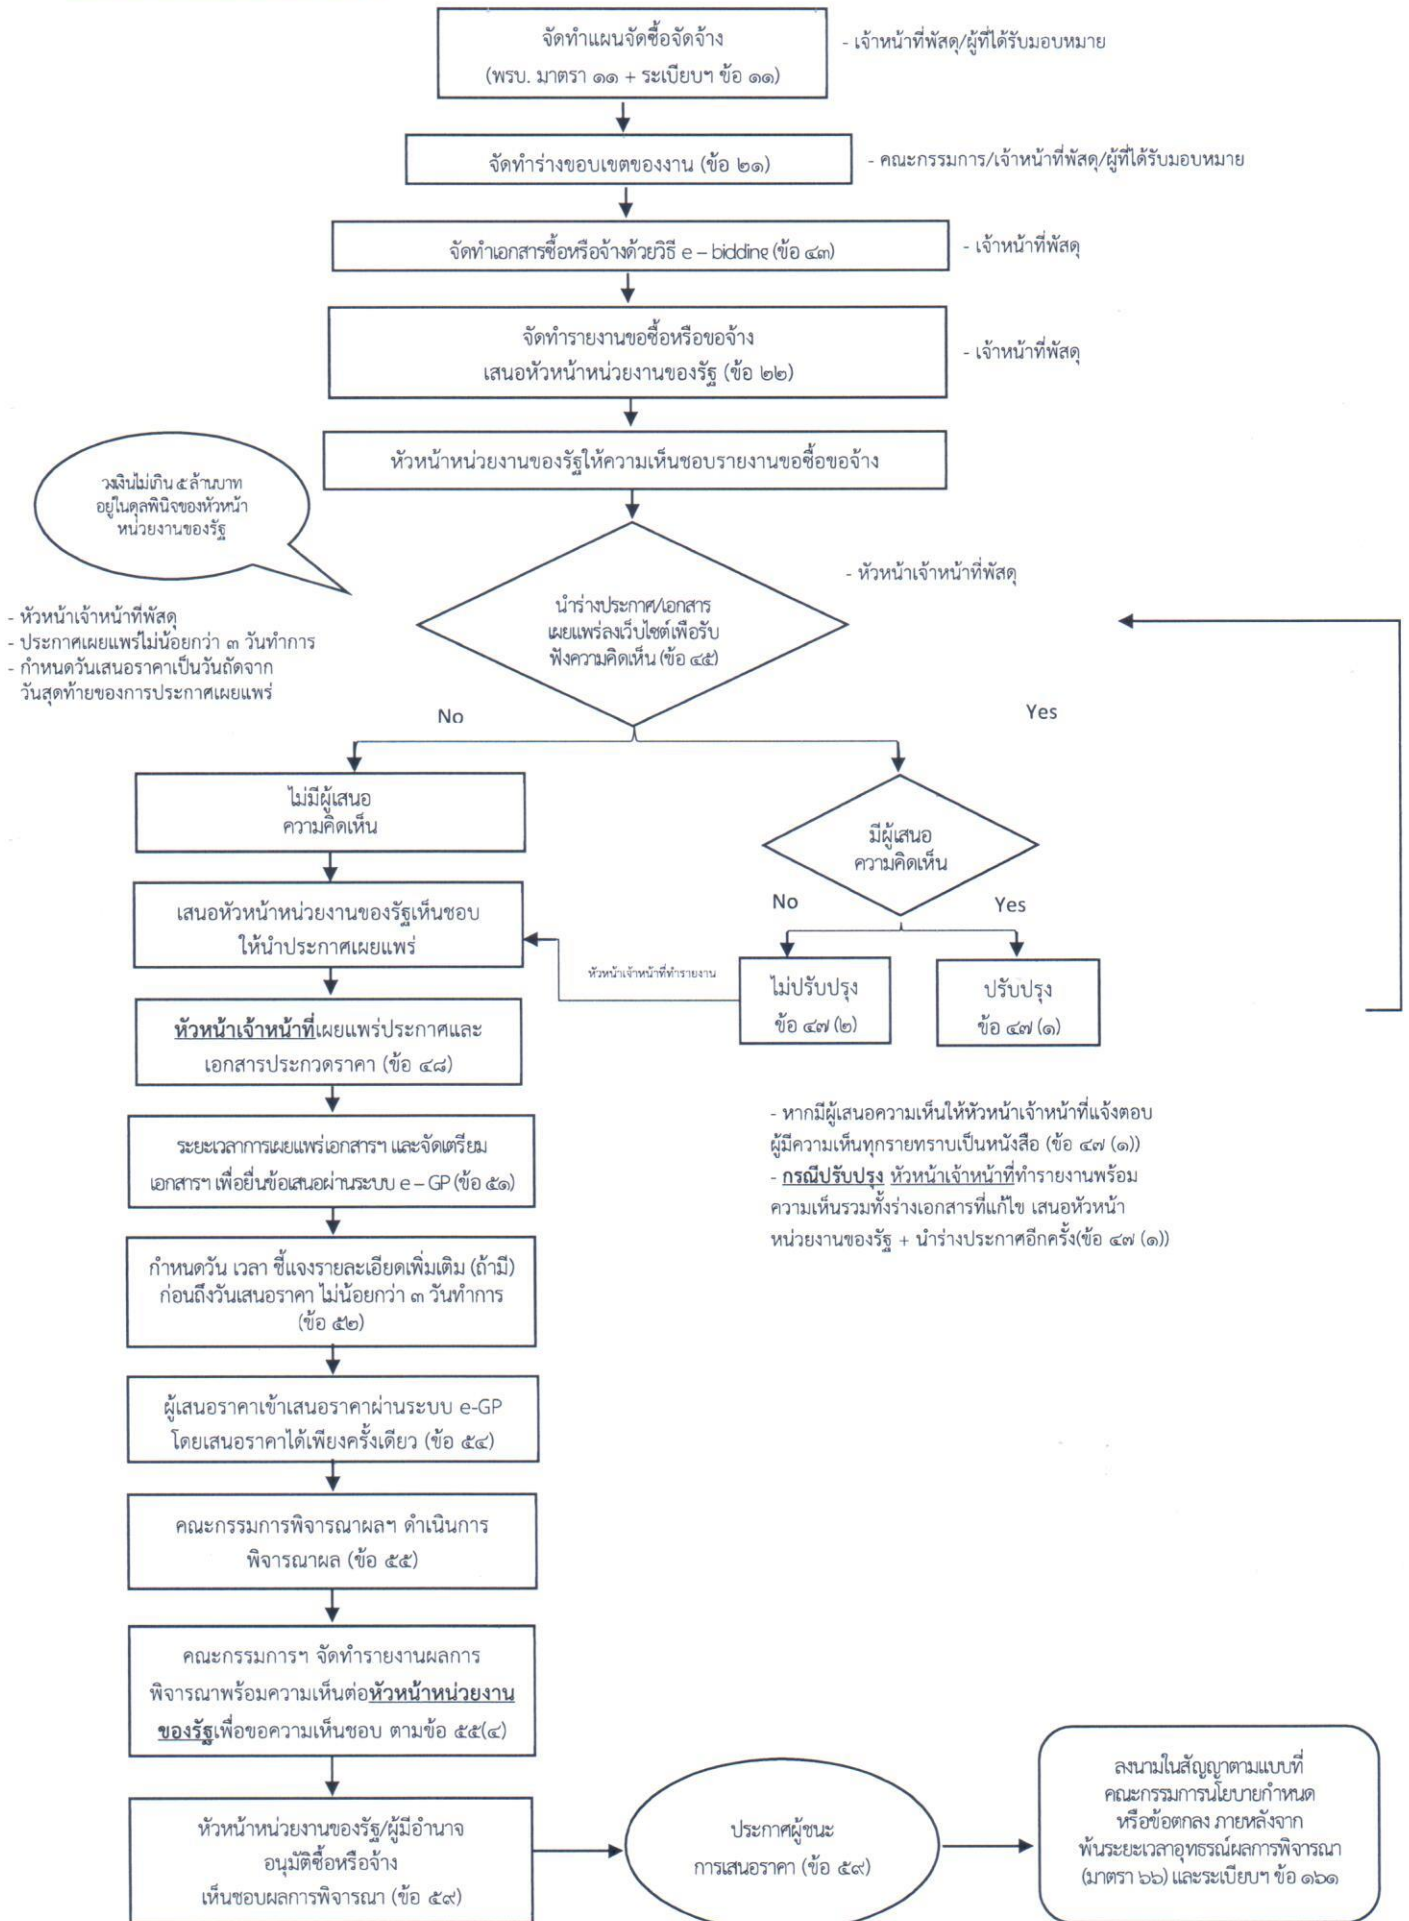 จัดทำแผนจัดซื้อจัดจ้าง
(พรบ. มาตรา ๑๑ + ระเบียบฯ ข้อ ๑๑)
- เจ้าหน้าที่พัสดุ/ผู้ที่ได้รับมอบหมาย
จัดทำร่างขอบเขตของงาน (ข้อ ๒๑)
- คณะกรรมการ/เจ้าหน้าที่พัสดุ/ผู้ที่ได้รับมอบหมาย
จัดทำเอกสารซื้อหรือจ้างด้วยวิธี e – bidding (ข้อ ๔๓)
- เจ้าหน้าที่พัสดุ
จัดทำรายงานขอซื้อหรือขอจ้าง
เสนอหัวหน้าหน่วยงานของรัฐ (ข้อ ๒๒)
- เจ้าหน้าที่พัสดุ
หัวหน้าหน่วยงานของรัฐให้ความเห็นชอบรายงานขอซื้อขอจ้าง
วงเงินไม่เกิน ๕ ล้านบาท
อยู่ในดุลพินิจของหัวหน้า
หน่วยงานของรัฐ
- หัวหน้าเจ้าหน้าที่พัสดุ
นำร่างประกาศ/เอกสาร
เผยแพร่ลงเว็บไซต์เพื่อรับ
ฟังความคิดเห็น (ข้อ ๔๕)
- หัวหน้าเจ้าหน้าที่พัสดุ
- ประกาศเผยแพร่ไม่น้อยกว่า ๓ วันทำการ
- กำหนดวันเสนอราคาเป็นวันถัดจาก
วันสุดท้ายของการประกาศเผยแพร่
No
Yes
ไม่มีผู้เสนอ
ความคิดเห็น
มีผู้เสนอ
ความคิดเห็น
No
Yes
เสนอหัวหน้าหน่วยงานของรัฐเห็นชอบ
ให้นำประกาศเผยแพร่
หัวหน้าเจ้าหน้าที่ทำรายงาน
ไม่ปรับปรุง
ข้อ ๔๗ (๒)
ปรับปรุง
ข้อ ๔๗ (๑)
หัวหน้าเจ้าหน้าที่เผยแพร่ประกาศและ
เอกสารประกวดราคา (ข้อ ๔๘)
- หากมีผู้เสนอความเห็นให้หัวหน้าเจ้าหน้าที่แจ้งตอบ
ผู้มีความเห็นทุกรายทราบเป็นหนังสือ (ข้อ ๔๗ (๑))
- กรณีปรับปรุง หัวหน้าเจ้าหน้าที่ทำรายงานพร้อม
ความเห็นรวมทั้งร่างเอกสารที่แก้ไข เสนอหัวหน้า
หน่วยงานของรัฐ + นำร่างประกาศอีกครั้ง(ข้อ ๔๗ (๑))
ระยะเวลาการเผยแพร่เอกสารฯ และจัดเตรียม
เอกสารฯ เพื่อยื่นข้อเสนอผ่านระบบ e – GP (ข้อ ๕๑)
กำหนดวัน เวลา ชี้แจงรายละเอียดเพิ่มเติม (ถ้ามี)
ก่อนถึงวันเสนอราคา ไม่น้อยกว่า ๓ วันทำการ
(ข้อ ๕๒)
ผู้เสนอราคาเข้าเสนอราคาผ่านระบบ e-GP
โดยเสนอราคาได้เพียงครั้งเดียว (ข้อ ๕๔)
คณะกรรมการพิจารณาผลฯ ดำเนินการ
พิจารณาผล (ข้อ ๕๕)
คณะกรรมการฯ จัดทำรายงานผลการ
พิจารณาพร้อมความเห็นต่อหัวหน้าหน่วยงาน
ของรัฐเพื่อขอความเห็นชอบ ตามข้อ ๕๕(๔)
หัวหน้าหน่วยงานของรัฐ/ผู้มีอำนาจ
อนุมัติซื้อหรือจ้าง
เห็นชอบผลการพิจารณา (ข้อ ๕๙)
ประกาศผู้ชนะ
การเสนอราคา (ข้อ ๕๙)
ลงนามในสัญญาตามแบบที่
คณะกรรมการนโยบายกำหนด
หรือข้อตกลง ภายหลังจาก
พ้นระยะเวลาอุทธรณ์ผลการพิจารณา
(มาตรา ๖๖) และระเบียบฯ ข้อ ๑๖๑